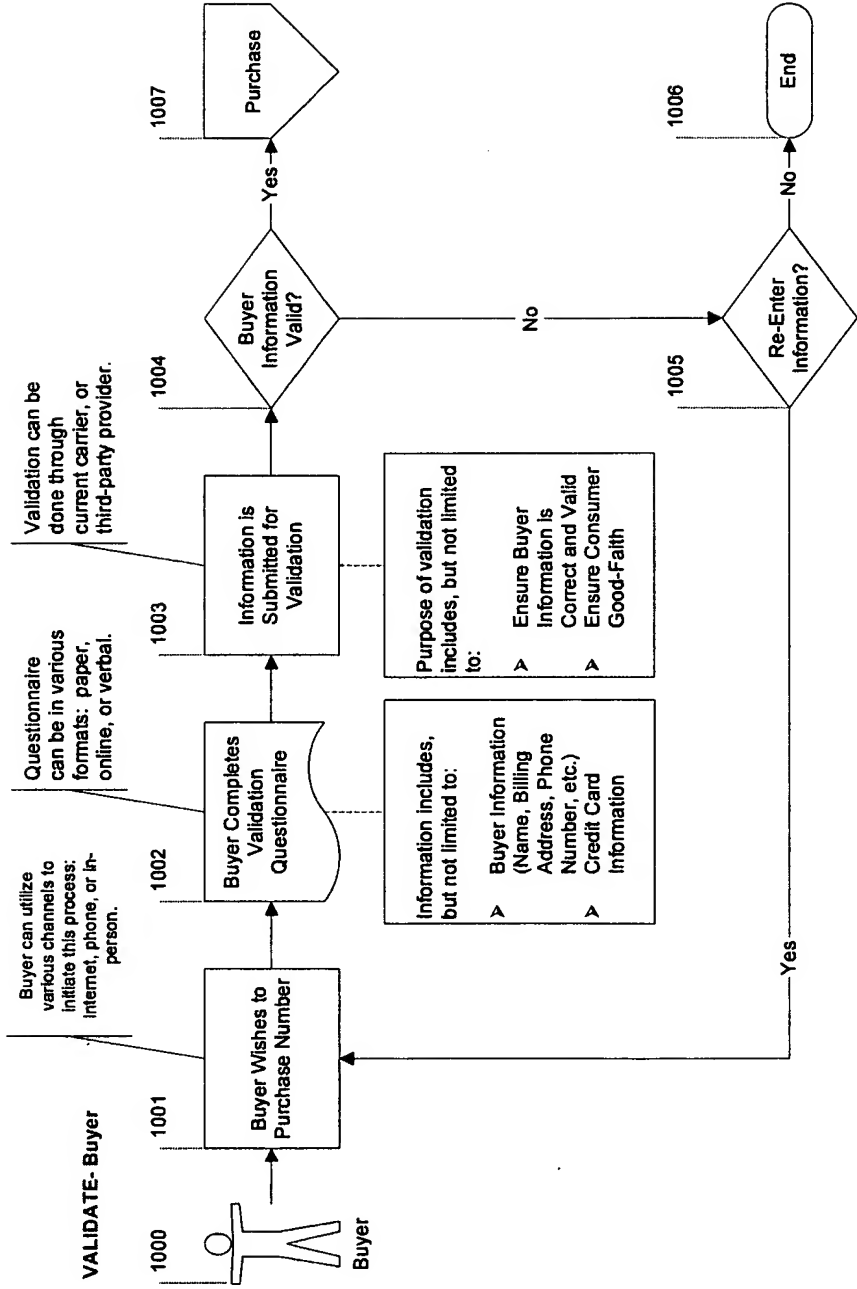 VALIDATE- Buyer
1000
Buyer
1001
Buyer Wishes to
Purchase Number
Buyer can utilize
various channels to
initiate this process:
Internet, phone, or in-
person.
1002
Buyer Completes
Validation
Questionnaire
Questionnaire
can be in various
formats: paper,
online, or verbal.
Information includes,
but not limited to:
➢ Buyer Information
(Name, Billing
Address, Phone
Number, etc.)
➢ Credit Card
Information
1003
Information is
Submitted for
Validation
Validation can be
done through
current carrier, or
third-party provider.
Purpose of validation
includes, but not limited
to:
➢ Ensure Buyer
Information is
Correct and Valid
➢ Ensure Consumer
Good-Faith
1004
Buyer
Information
Valid?
Yes
1007
Purchase
No
1005
Re-Enter
Information?
No
1006
End
Yes